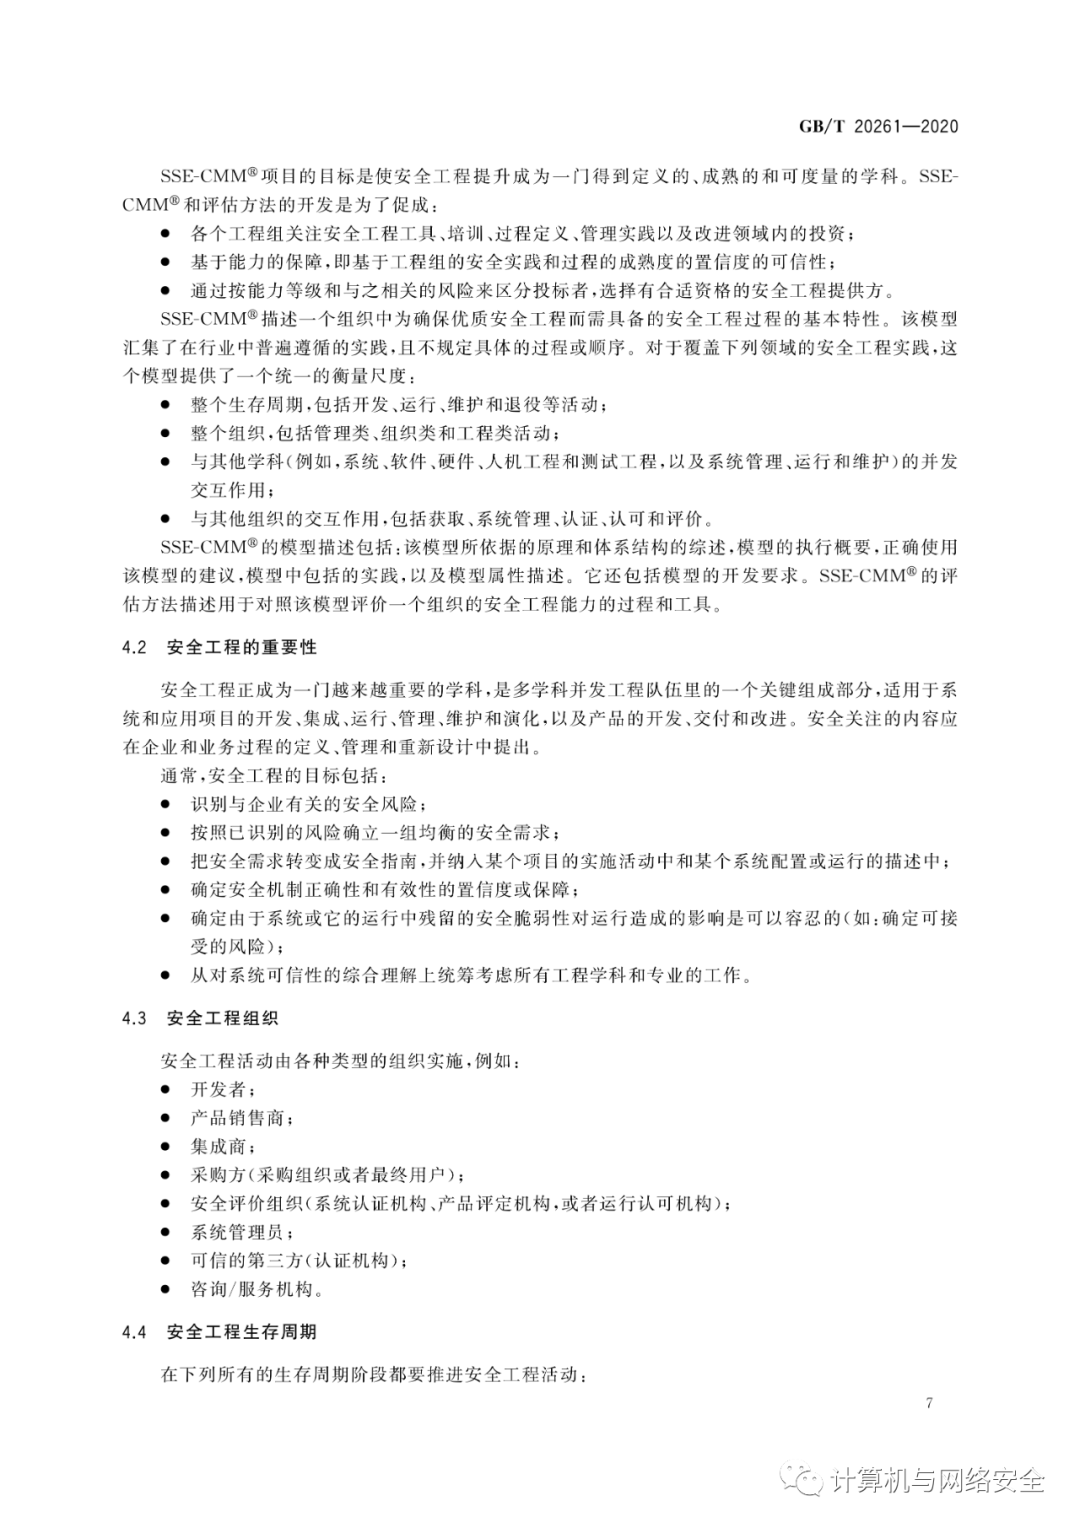 GB/T 20261—2020
SSE-CMM®项目的目标是使安全工程提升成为一门得到定义的、成熟的和可度量的学科。SSE-
CMM®和评估方法的开发是为了促成:
● 各个工程组关注安全工程工具、培训、过程定义、管理实践以及改进领域内的投资;
● 基于能力的保障,即基于工程组的安全实践和过程的成熟度的置信度的可信性;
● 通过按能力等级和与之相关的风险来区分投标者,选择有合适资格的安全工程提供方。
SSE-CMM®描述一个组织中为确保优质安全工程而需具备的安全工程过程的基本特性。该模型
汇集了在行业中普遍遵循的实践,且不规定具体的过程或顺序。对于覆盖下列领域的安全工程实践,这
个模型提供了一个统一的衡量尺度:
● 整个生存周期,包括开发、运行、维护和退役等活动;
● 整个组织,包括管理类、组织类和工程类活动;
● 与其他学科(例如,系统、软件、硬件、人机工程和测试工程,以及系统管理、运行和维护)的并发
交互作用;
● 与其他组织的交互作用,包括获取、系统管理、认证、认可和评价。
SSE-CMM®的模型描述包括:该模型所依据的原理和体系结构的综述,模型的执行概要,正确使用
该模型的建议,模型中包括的实践,以及模型属性描述。它还包括模型的开发要求。SSE-CMM®的评
估方法描述用于对照该模型评价一个组织的安全工程能力的过程和工具。
4.2 安全工程的重要性
安全工程正成为一门越来越重要的学科,是多学科并发工程队伍里的一个关键组成部分,适用于系
统和应用项目的开发、集成、运行、管理、维护和演化,以及产品的开发、交付和改进。安全关注的内容应
在企业和业务过程的定义、管理和重新设计中提出。
通常,安全工程的目标包括:
● 识别与企业有关的安全风险;
● 按照已识别的风险确立一组均衡的安全需求;
● 把安全需求转变成安全指南,并纳入某个项目的实施活动中和某个系统配置或运行的描述中;
● 确定安全机制正确性和有效性的置信度或保障;
● 确定由于系统或它的运行中残留的安全脆弱性对运行造成的影响是可以容忍的(如:确定可接
受的风险);
● 从对系统可信性的综合理解上统筹考虑所有工程学科和专业的工作。
4.3 安全工程组织
安全工程活动由各种类型的组织实施,例如:
● 开发者;
● 产品销售商;
● 集成商;
● 采购方(采购组织或者最终用户);
● 安全评价组织(系统认证机构、产品评定机构,或者运行认可机构);
● 系统管理员;
● 可信的第三方(认证机构);
● 咨询/服务机构。
4.4 安全工程生存周期
在下列所有的生存周期阶段都要推进安全工程活动:
7
计算机与网络安全